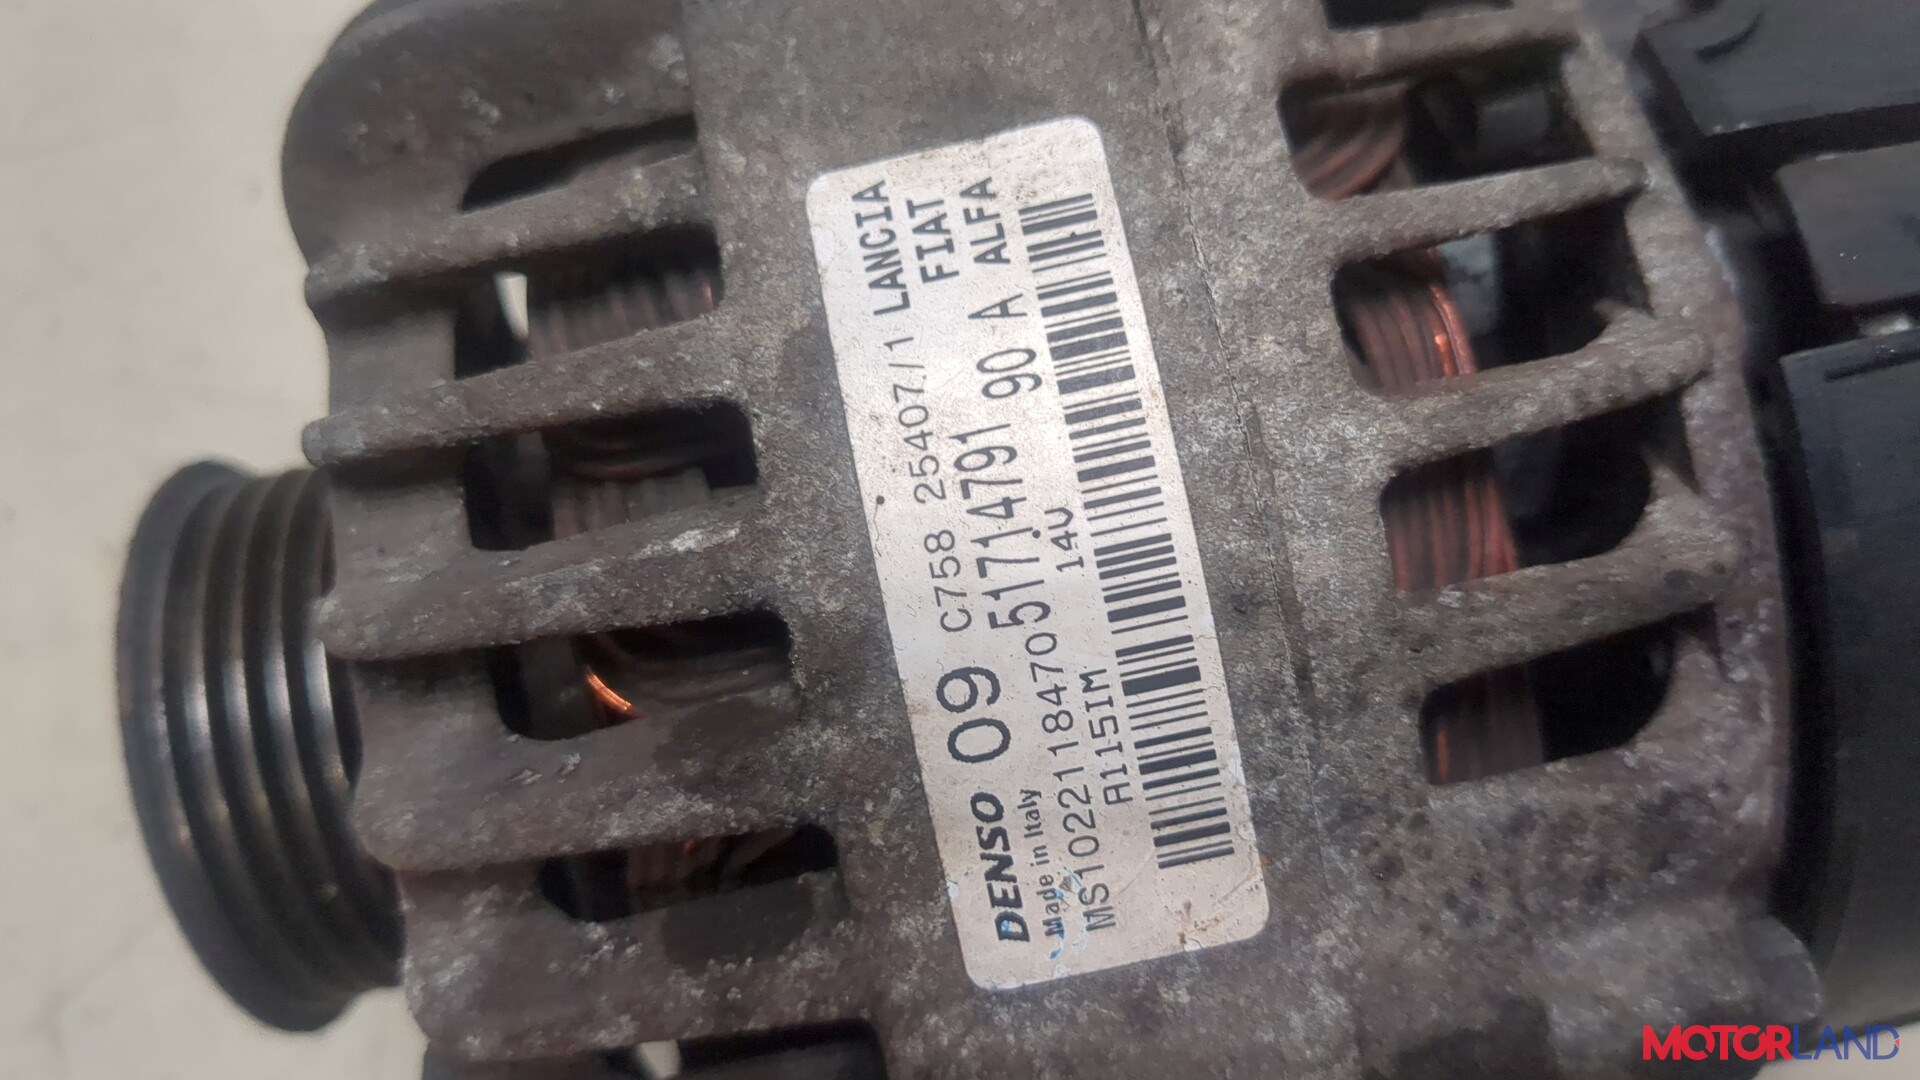 LANCIA
FIAT
ALFA
C758 25407/1
51714791 90 A
14V
DENSO 09
Made in Italy
MS1022118470
A115IM
MOTORLAND